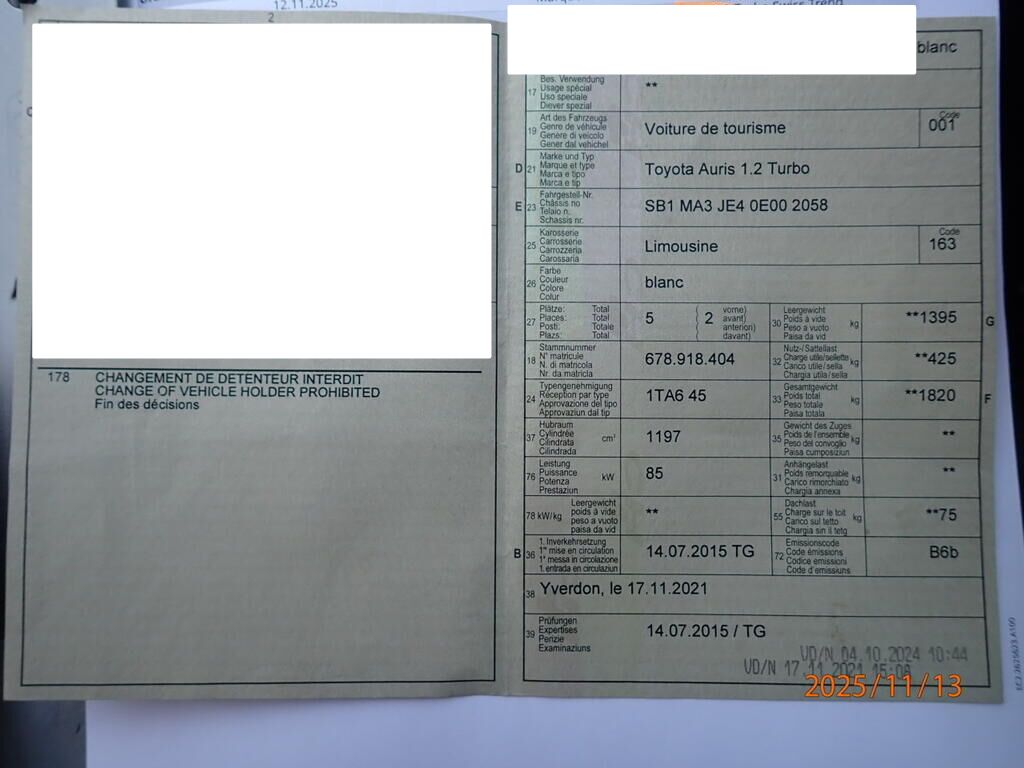 12.11.2025
2
178 CHANGEMENT DE DETENTEUR INTERDIT
CHANGE OF VEHICLE HOLDER PROHIBITED
Fin des décisions
blanc
17 Bes. Verwendung
Usage spécial
Uso speciale
Diever spezial
**
19 Art des Fahrzeugs
Genre de véhicule
Genere di veicolo
Gener dal vehichel
Voiture de tourisme
Code
001
D 21 Marke und Typ
Marque et type
Marca e tipo
Marca e tip
Toyota Auris 1.2 Turbo
E 23 Fahrgestell-Nr.
Châssis no
Telaio n.
Schassis nr.
SB1 MA3 JE4 0E00 2058
25 Karosserie
Carrosserie
Carrozzeria
Carossaria
Limousine
Code
163
26 Farbe
Couleur
Colore
Colur
blanc
27 Plätze: Total
Places: Total
Posti: Totale
Plazs: Total
5
( 2 vorne)
( avant)
( anteriori)
( davant)
30 Leergewicht
Poids à vide
Peso a vuoto
Paisa da vid
kg
**1395
G
18 Stammnummer
N° matricule
N. di matricola
Nr. da matricla
678.918.404
32 Nutz-/Sattellast
Charge utile/sellette
Carico utile/sella
Chargia utila/sella
kg
**425
24 Typengenehmigung
Réception par type
Approvazione del tipo
Approvaziun dal tip
1TA6 45
33 Gesamtgewicht
Poids total
Peso totale
Paisa totala
kg
**1820
F
37 Hubraum
Cylindrée
Cilindrata
Cilindrada
cm³
1197
35 Gewicht des Zuges
Poids de l'ensemble
Peso del convoglio
Paisa cumposiziun
kg
**
76 Leistung
Puissance
Potenza
Prestaziun
kW
85
31 Anhängelast
Poids remorquable
Carico rimorchiato
Chargia annexa
kg
**
78 kW/kg Leergewicht
poids à vide
peso a vuoto
paisa da vid
**
55 Dachlast
Charge sur le toit
Carico sul tetto
Chargia sin il tetg
kg
**75
B 36 1. Inverkehrsetzung
1re mise en circulation
1a messa in circolazione
1. entrada en circulaziun
14.07.2015 TG
72 Emissionscode
Code émissions
Codice emissioni
Code d'emissiuns
B6b
38 Yverdon, le 17.11.2021
39 Prüfungen
Expertises
Perizie
Examinaziuns
14.07.2015 / TG
VD/N 04.10.2024 10:44
VD/N 17.11.2021 15:08
2025/11/13